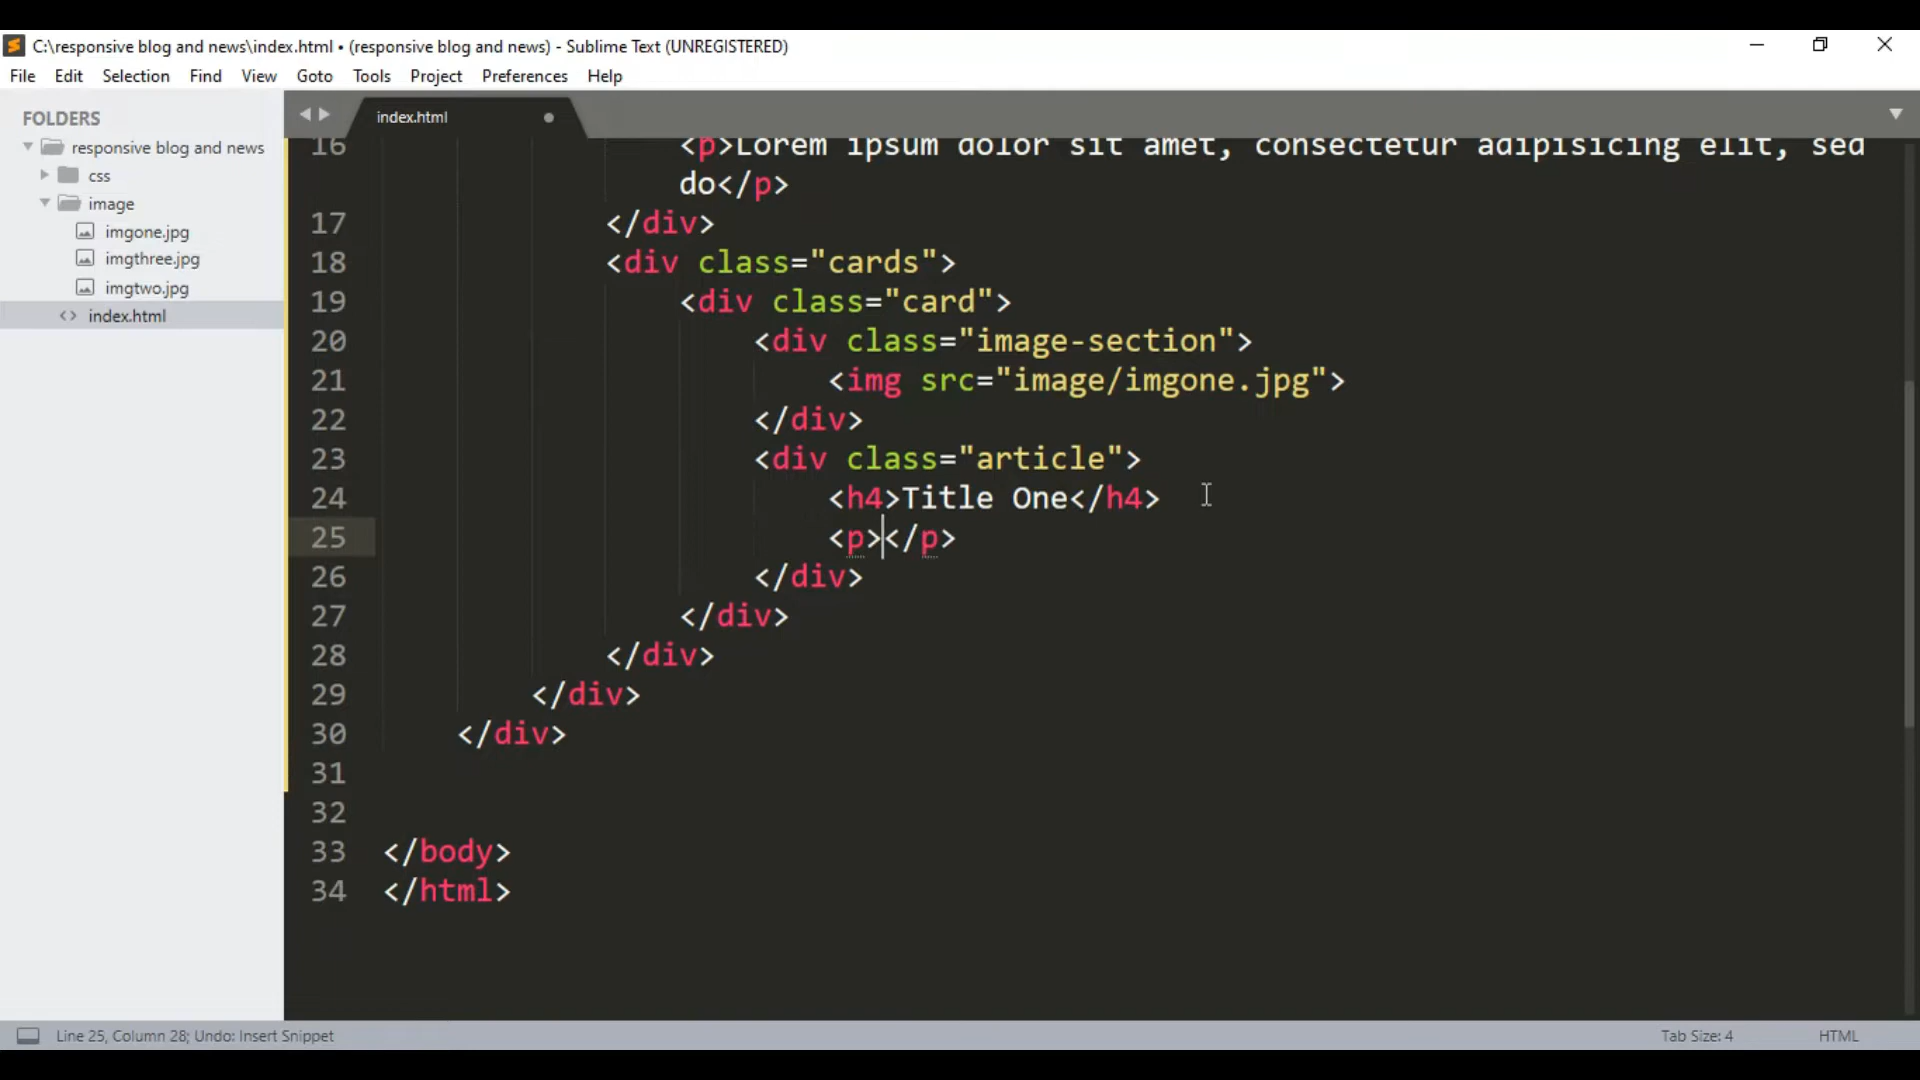 C:\responsive blog and news\index.html • (responsive blog and news) - Sublime Text (UNREGISTERED)
File Edit Selection Find View Goto Tools Project Preferences Help
FOLDERS
responsive blog and news
css
image
imgone.jpg
imgthree.jpg
imgtwo.jpg
<> index.html
index.html
16 <p>Lorem ipsum dolor sit amet, consectetur adipisicing elit, sed
do</p>
17 </div>
18 <div class="cards">
19 <div class="card">
20 <div class="image-section">
21 <img src="image/imgone.jpg">
22 </div>
23 <div class="article">
24 <h4>Title One</h4>
25 <p></p>
26 </div>
27 </div>
28 </div>
29 </div>
30 </div>
31
32
33 </body>
34 </html>
Line 25, Column 28; Undo: Insert Snippet Tab Size: 4 HTML